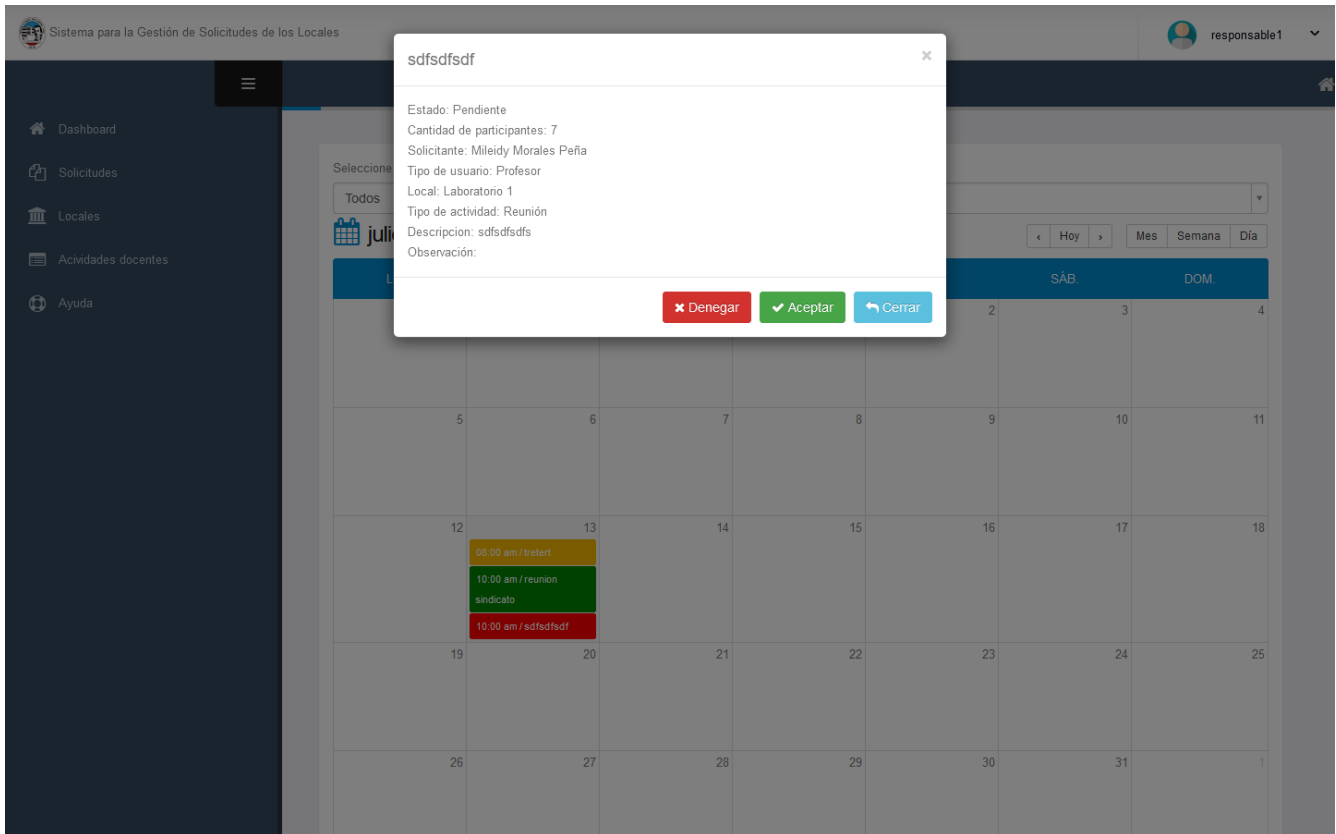 Sistema para la Gestión de Solicitudes de los Locales
responsable1
sdfsdfsdf
×
Estado: Pendiente
Cantidad de participantes: 7
Solicitante: Mileidy Morales Peña
Tipo de usuario: Profesor
Local: Laboratorio 1
Tipo de actividad: Reunión
Descripcion: sdfsdfsdfs
Observación:
Denegar
Aceptar
Cerrar
Dashboard
Solicitudes
Locales
Acividades docentes
Ayuda
Seleccione
Todos
‹ Hoy ›
Mes Semana Día
L
SÁB. DOM.
2 3 4
5 6 7 8 9 10 11
12 13 14 15 16 17 18
08:00 am / tretert
10:00 am / reunion
sindicato
10:00 am / sdfsdfsdf
19 20 21 22 23 24 25
26 27 28 29 30 31 1